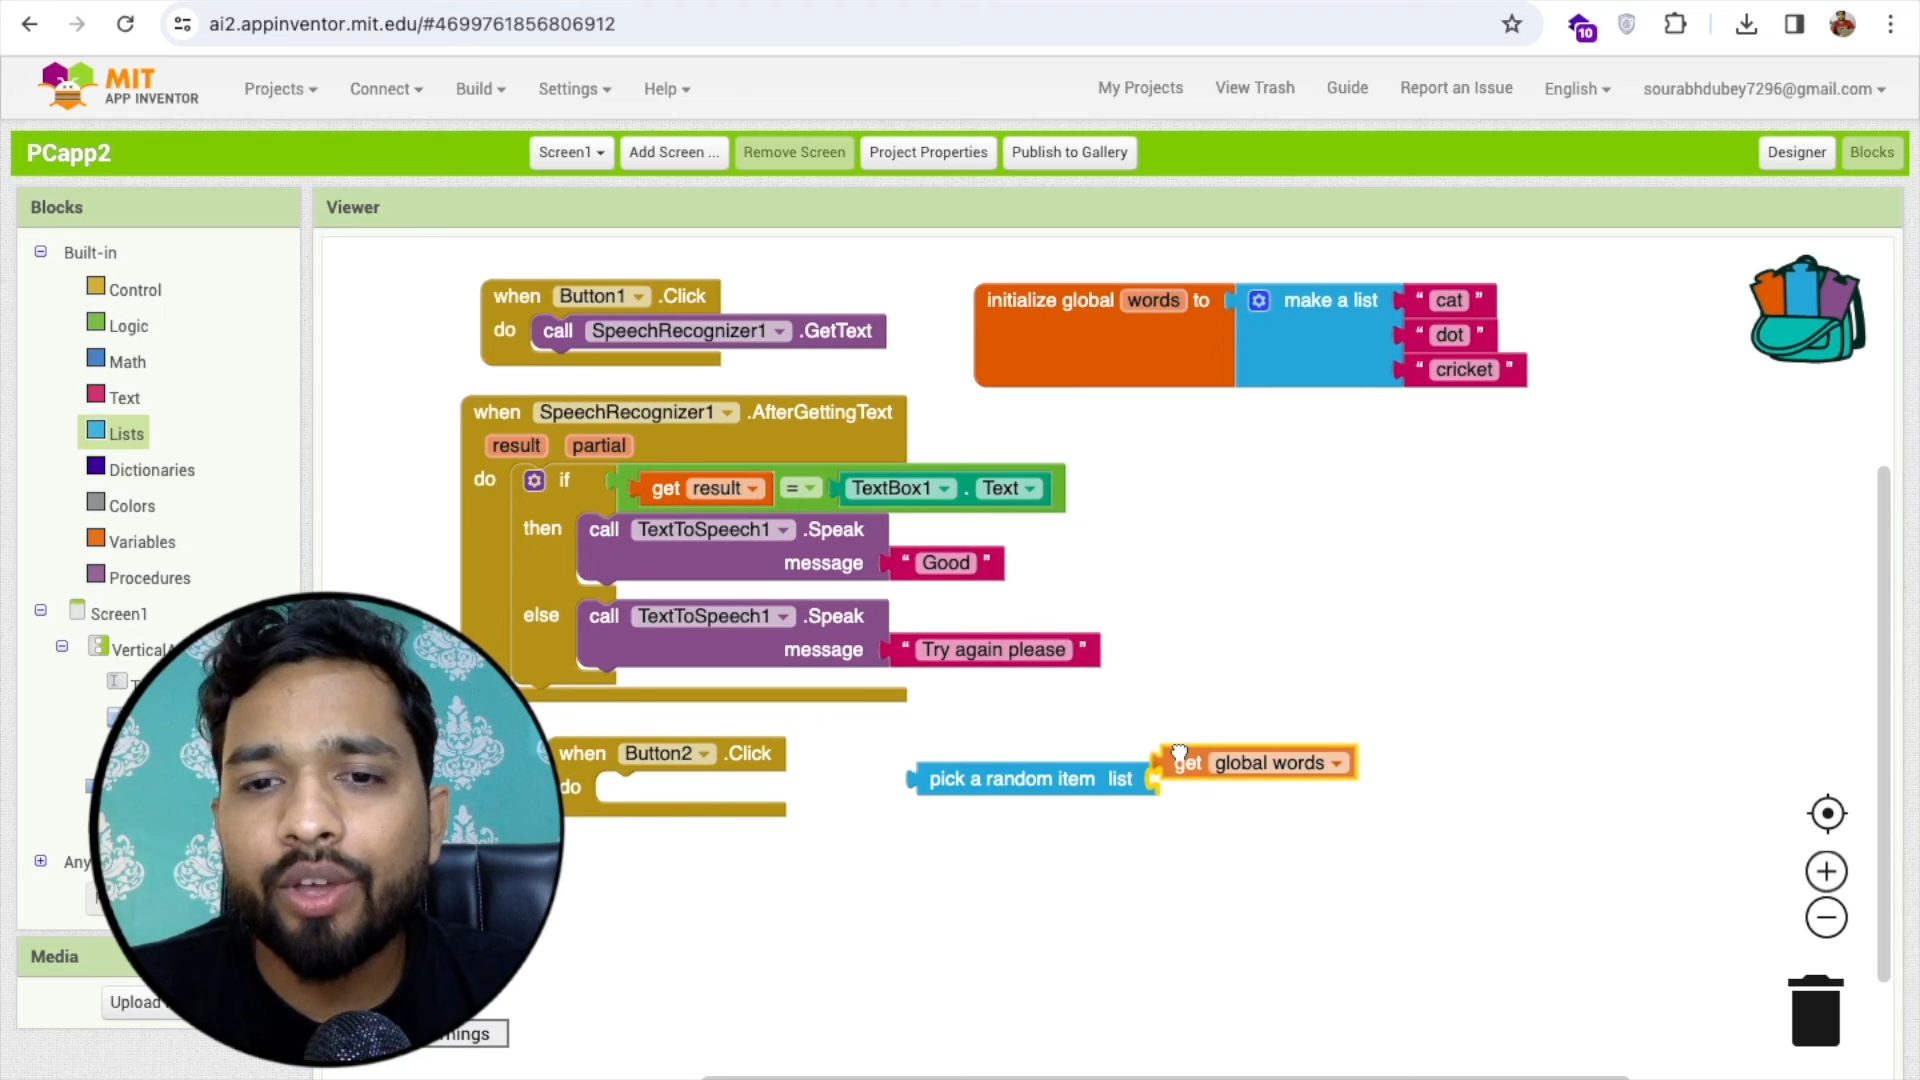 ai2.appinventor.mit.edu/#4699761856806912
10
MIT
APP INVENTOR
Projects
Connect
Build
Settings
Help
My Projects
View Trash
Guide
Report an Issue
English
sourabhdubey7296@gmail.com
PCapp2
Screen1
Add Screen ...
Remove Screen
Project Properties
Publish to Gallery
Designer
Blocks
Blocks
Viewer
Built-in
Control
Logic
Math
Text
Lists
Dictionaries
Colors
Variables
Procedures
Screen1
when Button1 .Click
do call SpeechRecognizer1 .GetText
initialize global words to make a list “ cat ”
“ dot ”
“ cricket ”
when SpeechRecognizer1 .AfterGettingText
result partial
do if get result = TextBox1 . Text
then call TextToSpeech1 .Speak
message “ Good ”
else call TextToSpeech1 .Speak
message “ Try again please ”
when Button2 .Click
do
pick a random item list get global words
Media
Upload